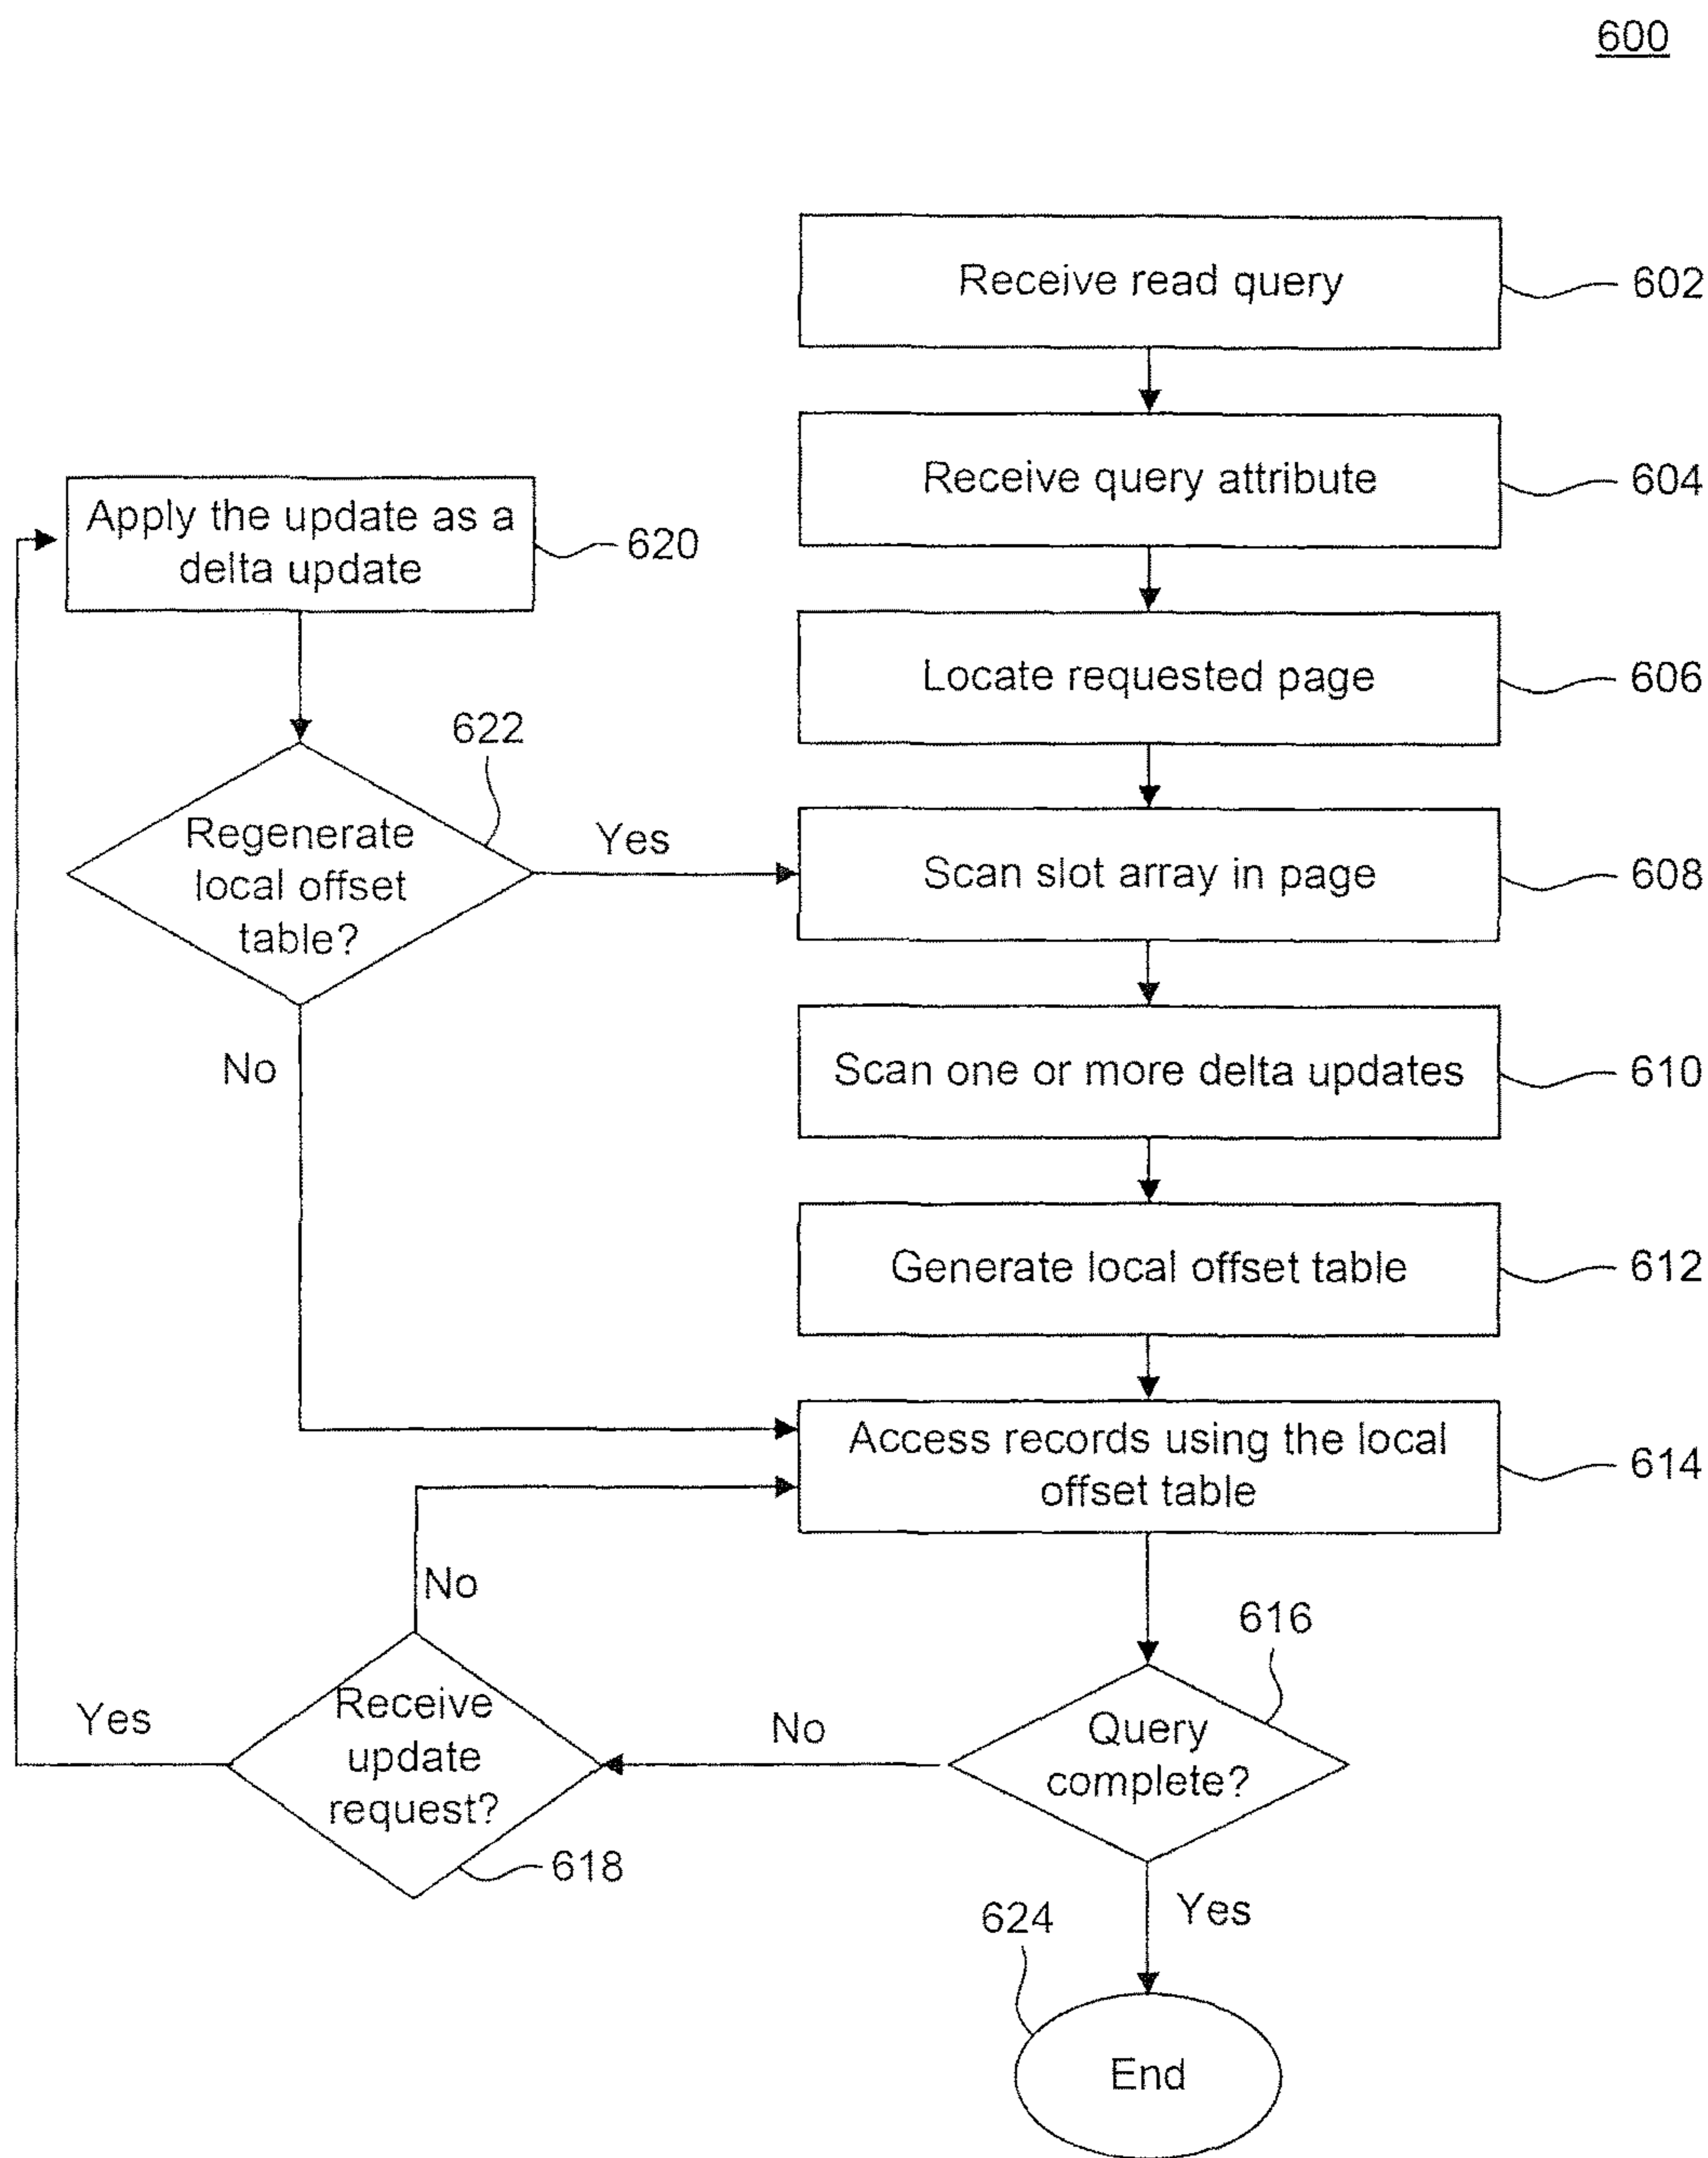 600
Receive read query
602
Receive query attribute
604
Apply the update as a
delta update
620
Locate requested page
606
622
Regenerate
local offset
table?
Yes
Scan slot array in page
608
No
Scan one or more delta updates
610
Generate local offset table
612
Access records using the local
offset table
614
No
616
Receive
update
request?
Yes
No
Query
complete?
618
Yes
624
End